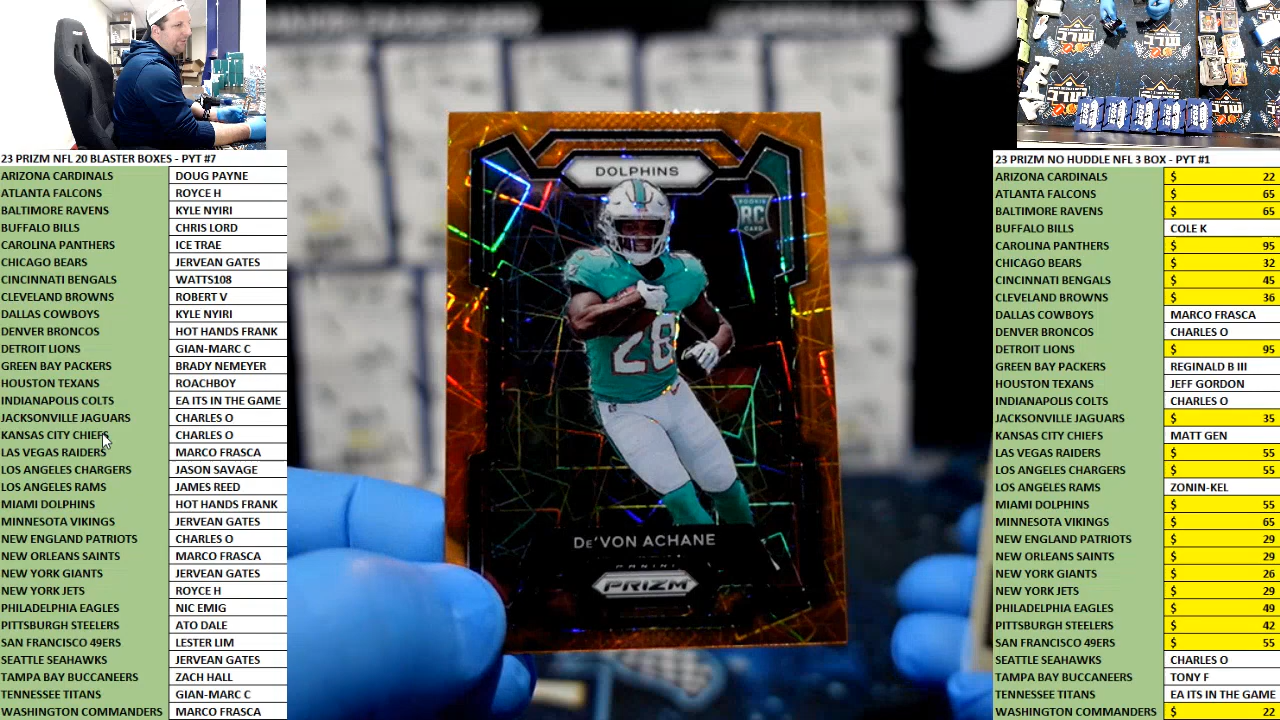 23 PRIZM NFL 20 BLASTER BOXES - PYT #7
ARIZONA CARDINALS DOUG PAYNE
ATLANTA FALCONS ROYCE H
BALTIMORE RAVENS KYLE NYIRI
BUFFALO BILLS CHRIS LORD
CAROLINA PANTHERS ICE TRAE
CHICAGO BEARS JERVEAN GATES
CINCINNATI BENGALS WATTS108
CLEVELAND BROWNS ROBERT V
DALLAS COWBOYS KYLE NYIRI
DENVER BRONCOS HOT HANDS FRANK
DETROIT LIONS GIAN-MARC C
GREEN BAY PACKERS BRADY NEMEYER
HOUSTON TEXANS ROACHBOY
INDIANAPOLIS COLTS EA ITS IN THE GAME
JACKSONVILLE JAGUARS CHARLES O
KANSAS CITY CHIEFS CHARLES O
LAS VEGAS RAIDERS MARCO FRASCA
LOS ANGELES CHARGERS JASON SAVAGE
LOS ANGELES RAMS JAMES REED
MIAMI DOLPHINS HOT HANDS FRANK
MINNESOTA VIKINGS JERVEAN GATES
NEW ENGLAND PATRIOTS CHARLES O
NEW ORLEANS SAINTS MARCO FRASCA
NEW YORK GIANTS JERVEAN GATES
NEW YORK JETS ROYCE H
PHILADELPHIA EAGLES NIC EMIG
PITTSBURGH STEELERS ATO DALE
SAN FRANCISCO 49ERS LESTER LIM
SEATTLE SEAHAWKS JERVEAN GATES
TAMPA BAY BUCCANEERS ZACH HALL
TENNESSEE TITANS GIAN-MARC C
WASHINGTON COMMANDERS MARCO FRASCA
DOLPHINS
ROOKIE
RC
CARD
28
DE'VON ACHANE
PANINI
PRIZM
23 PRIZM NO HUDDLE NFL 3 BOX - PYT #1
ARIZONA CARDINALS $ 22
ATLANTA FALCONS $ 65
BALTIMORE RAVENS $ 65
BUFFALO BILLS COLE K
CAROLINA PANTHERS $ 95
CHICAGO BEARS $ 32
CINCINNATI BENGALS $ 45
CLEVELAND BROWNS $ 36
DALLAS COWBOYS MARCO FRASCA
DENVER BRONCOS CHARLES O
DETROIT LIONS $ 95
GREEN BAY PACKERS REGINALD B III
HOUSTON TEXANS JEFF GORDON
INDIANAPOLIS COLTS CHARLES O
JACKSONVILLE JAGUARS $ 35
KANSAS CITY CHIEFS MATT GEN
LAS VEGAS RAIDERS $ 55
LOS ANGELES CHARGERS $ 55
LOS ANGELES RAMS ZONIN-KEL
MIAMI DOLPHINS $ 55
MINNESOTA VIKINGS $ 65
NEW ENGLAND PATRIOTS $ 29
NEW ORLEANS SAINTS $ 29
NEW YORK GIANTS $ 26
NEW YORK JETS $ 29
PHILADELPHIA EAGLES $ 49
PITTSBURGH STEELERS $ 42
SAN FRANCISCO 49ERS $ 55
SEATTLE SEAHAWKS CHARLES O
TAMPA BAY BUCCANEERS TONY F
TENNESSEE TITANS EA ITS IN THE GAME
WASHINGTON COMMANDERS $ 22